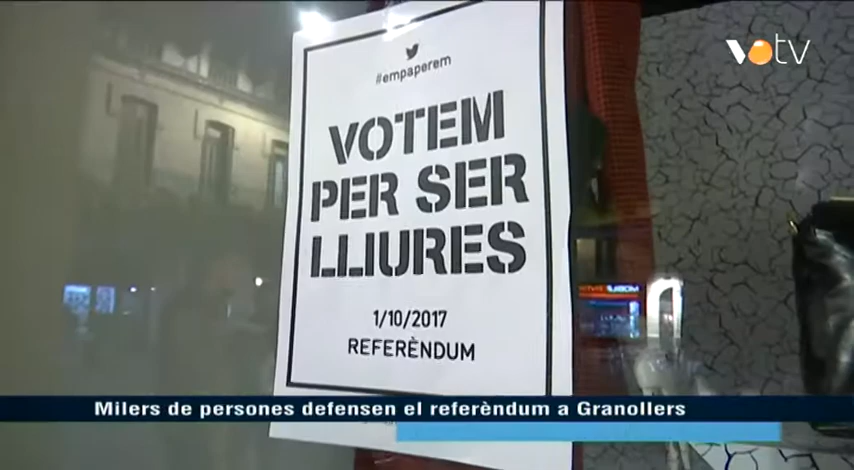 votv
#empaperem
VOTEM
PER SER
LLIURES
1/10/2017
REFERÈNDUM
Milers de persones defensen el referèndum a Granollers